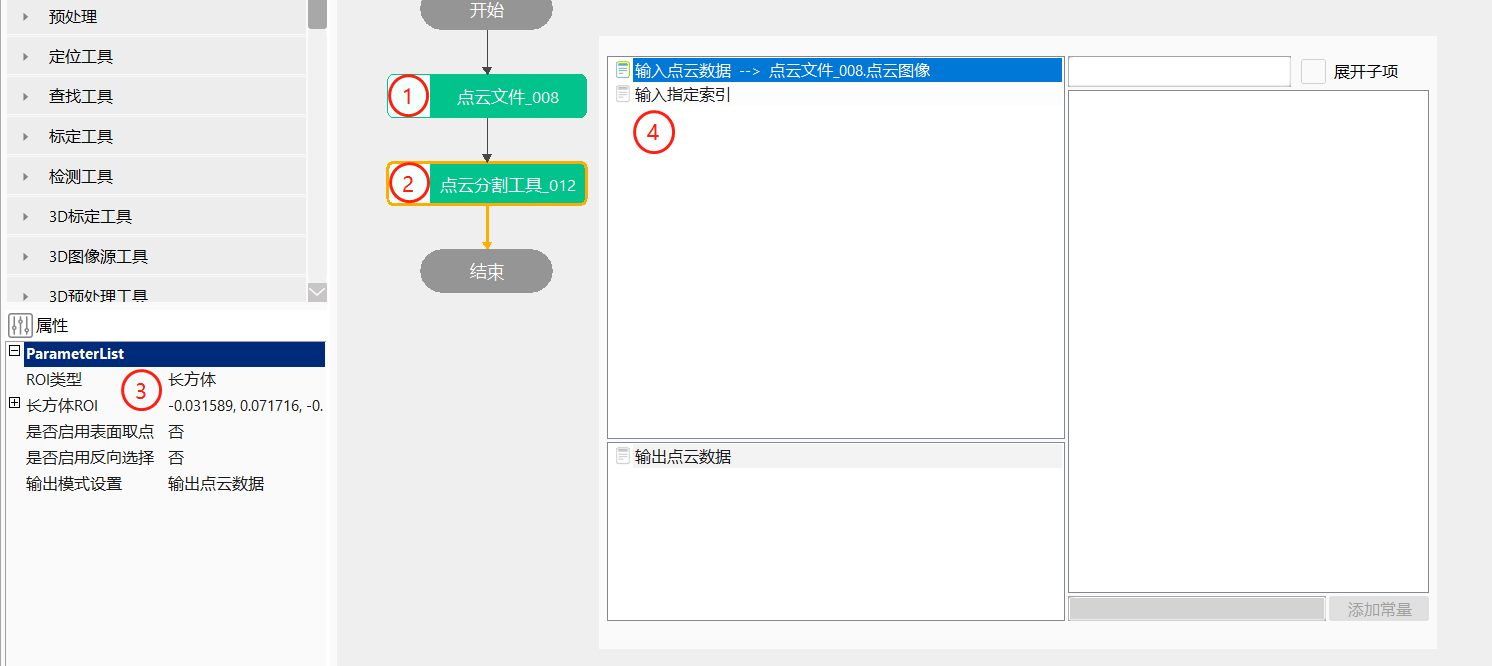 预处理
定位工具
查找工具
标定工具
检测工具
3D标定工具
3D图像源工具
3D预处理工具
属性
ParameterList
ROI类型 长方体
长方体ROI -0.031589, 0.071716, -0.
是否启用表面取点 否
是否启用反向选择 否
输出模式设置 输出点云数据
3
开始
1 点云文件_008
2 点云分割工具_012
结束
输入点云数据 --> 点云文件_008.点云图像
输入指定索引
4
输出点云数据
展开子项
添加常量